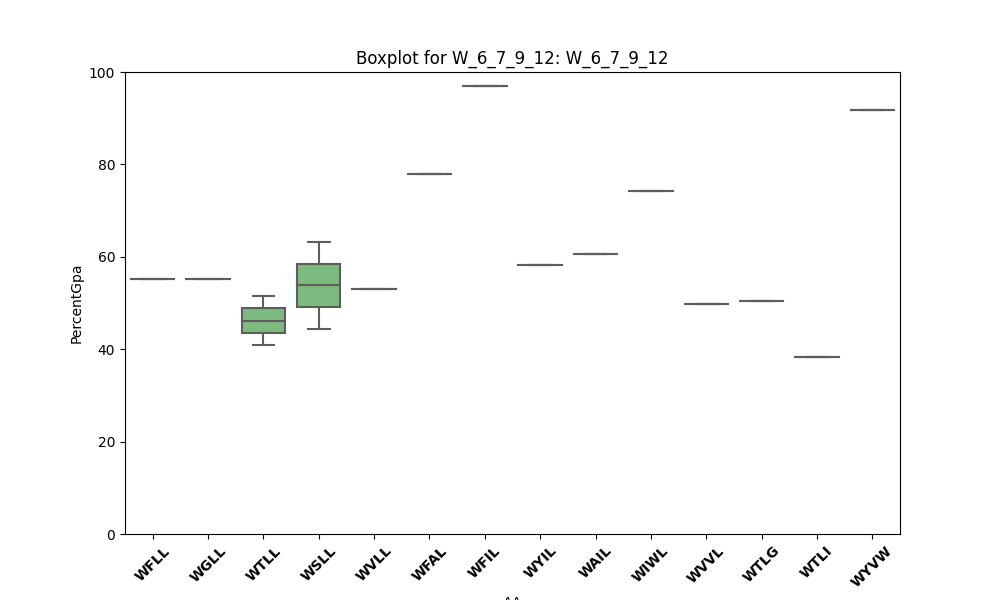 Boxplot for W_6_7_9_12: W_6_7_9_12
100
80
60
40
20
0
PercentGpa
WFLL WGLL WTLL WSLL WVLL WFAL WFIL WYIL WAIL WIWL WVVL WTLG WTLI WYVW
AA